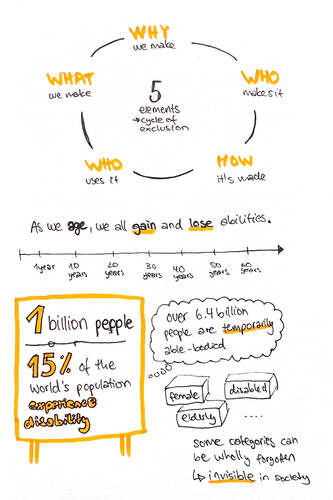 WHY
we make
WHAT
we make
WHO
makes it
5
elements
→ cycle of
exclusion
WHO
uses it
HOW
it's made
As we age, we all gain and lose abilities.
1year
10
years
20
years
30
years
40
years
50
years
60
years
1 billion people
15% of the
world's population
experience
disability
over 6.4 billion
people are temporarily
able-bodied
female
disabled
elderly
....
some categories can
be wholly forgotten
↳ invisible in society